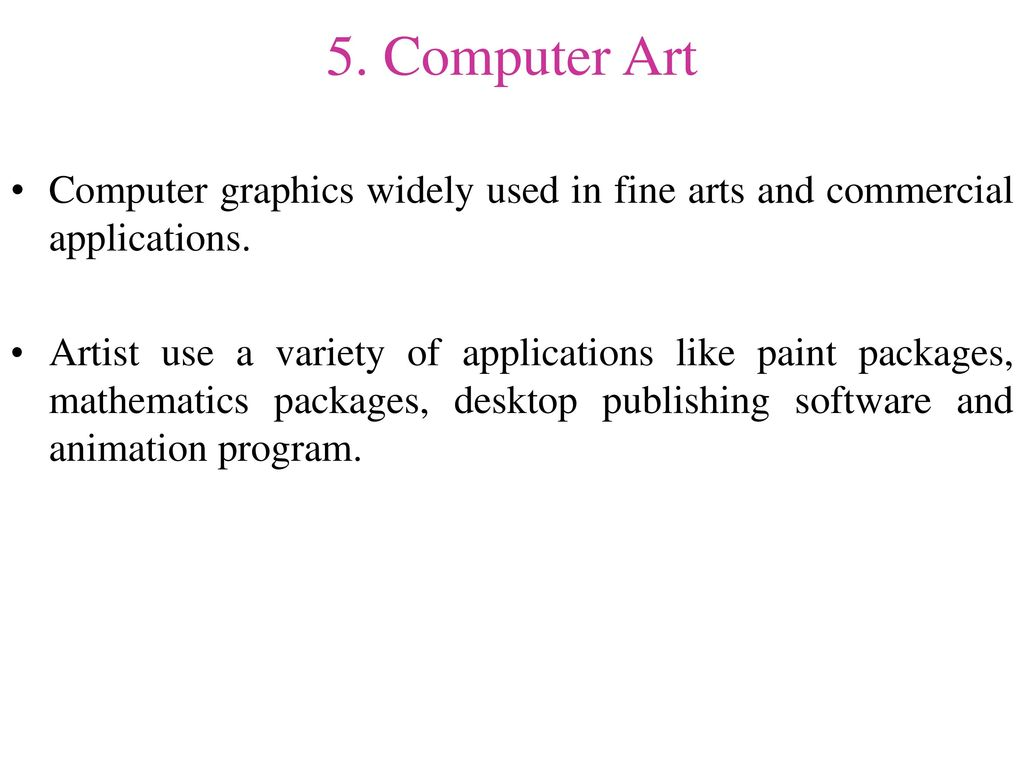 5. Computer Art
• Computer graphics widely used in fine arts and commercial
applications.
• Artist use a variety of applications like paint packages,
mathematics packages, desktop publishing software and
animation program.